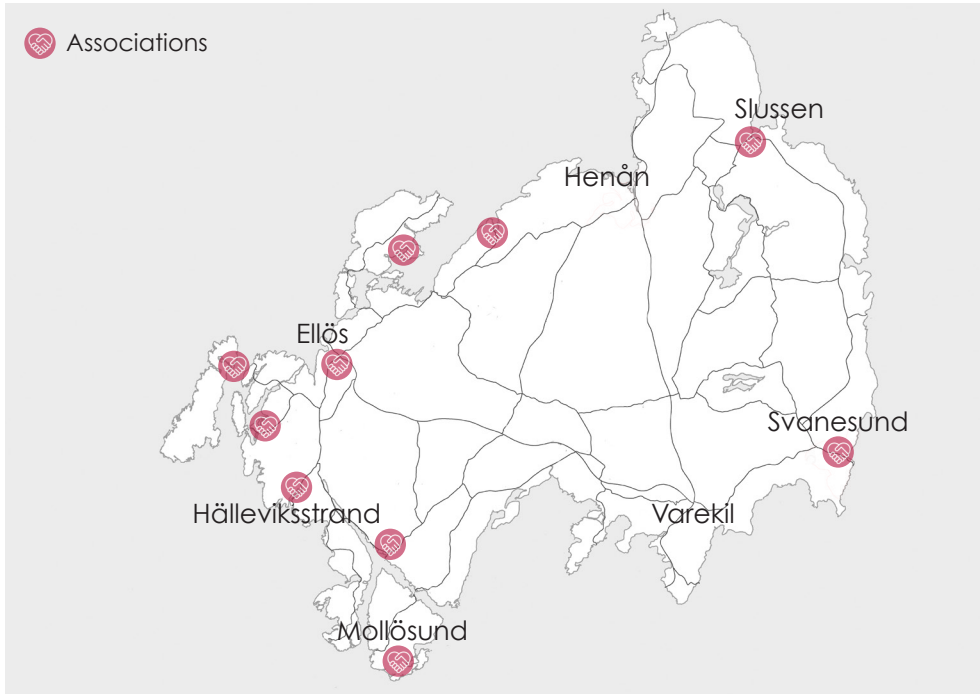 Associations
Slussen
Henån
Ellös
Svanesund
Hälleviksstrand
Varekil
Mollösund